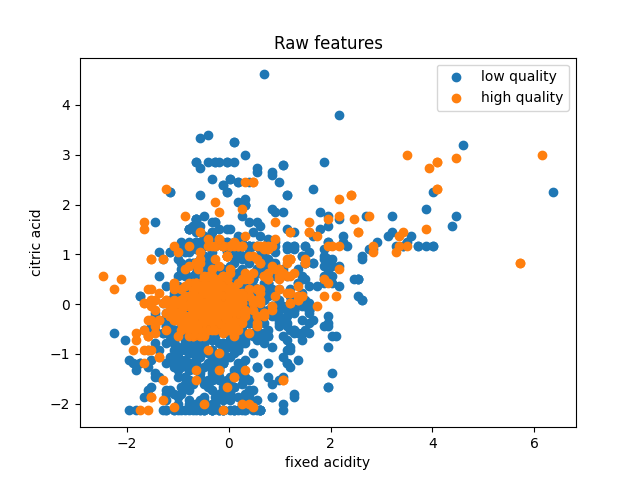 Raw features
low quality
high quality
4
3
2
1
0
−1
−2
citric acid
−2
0
2
4
6
fixed acidity